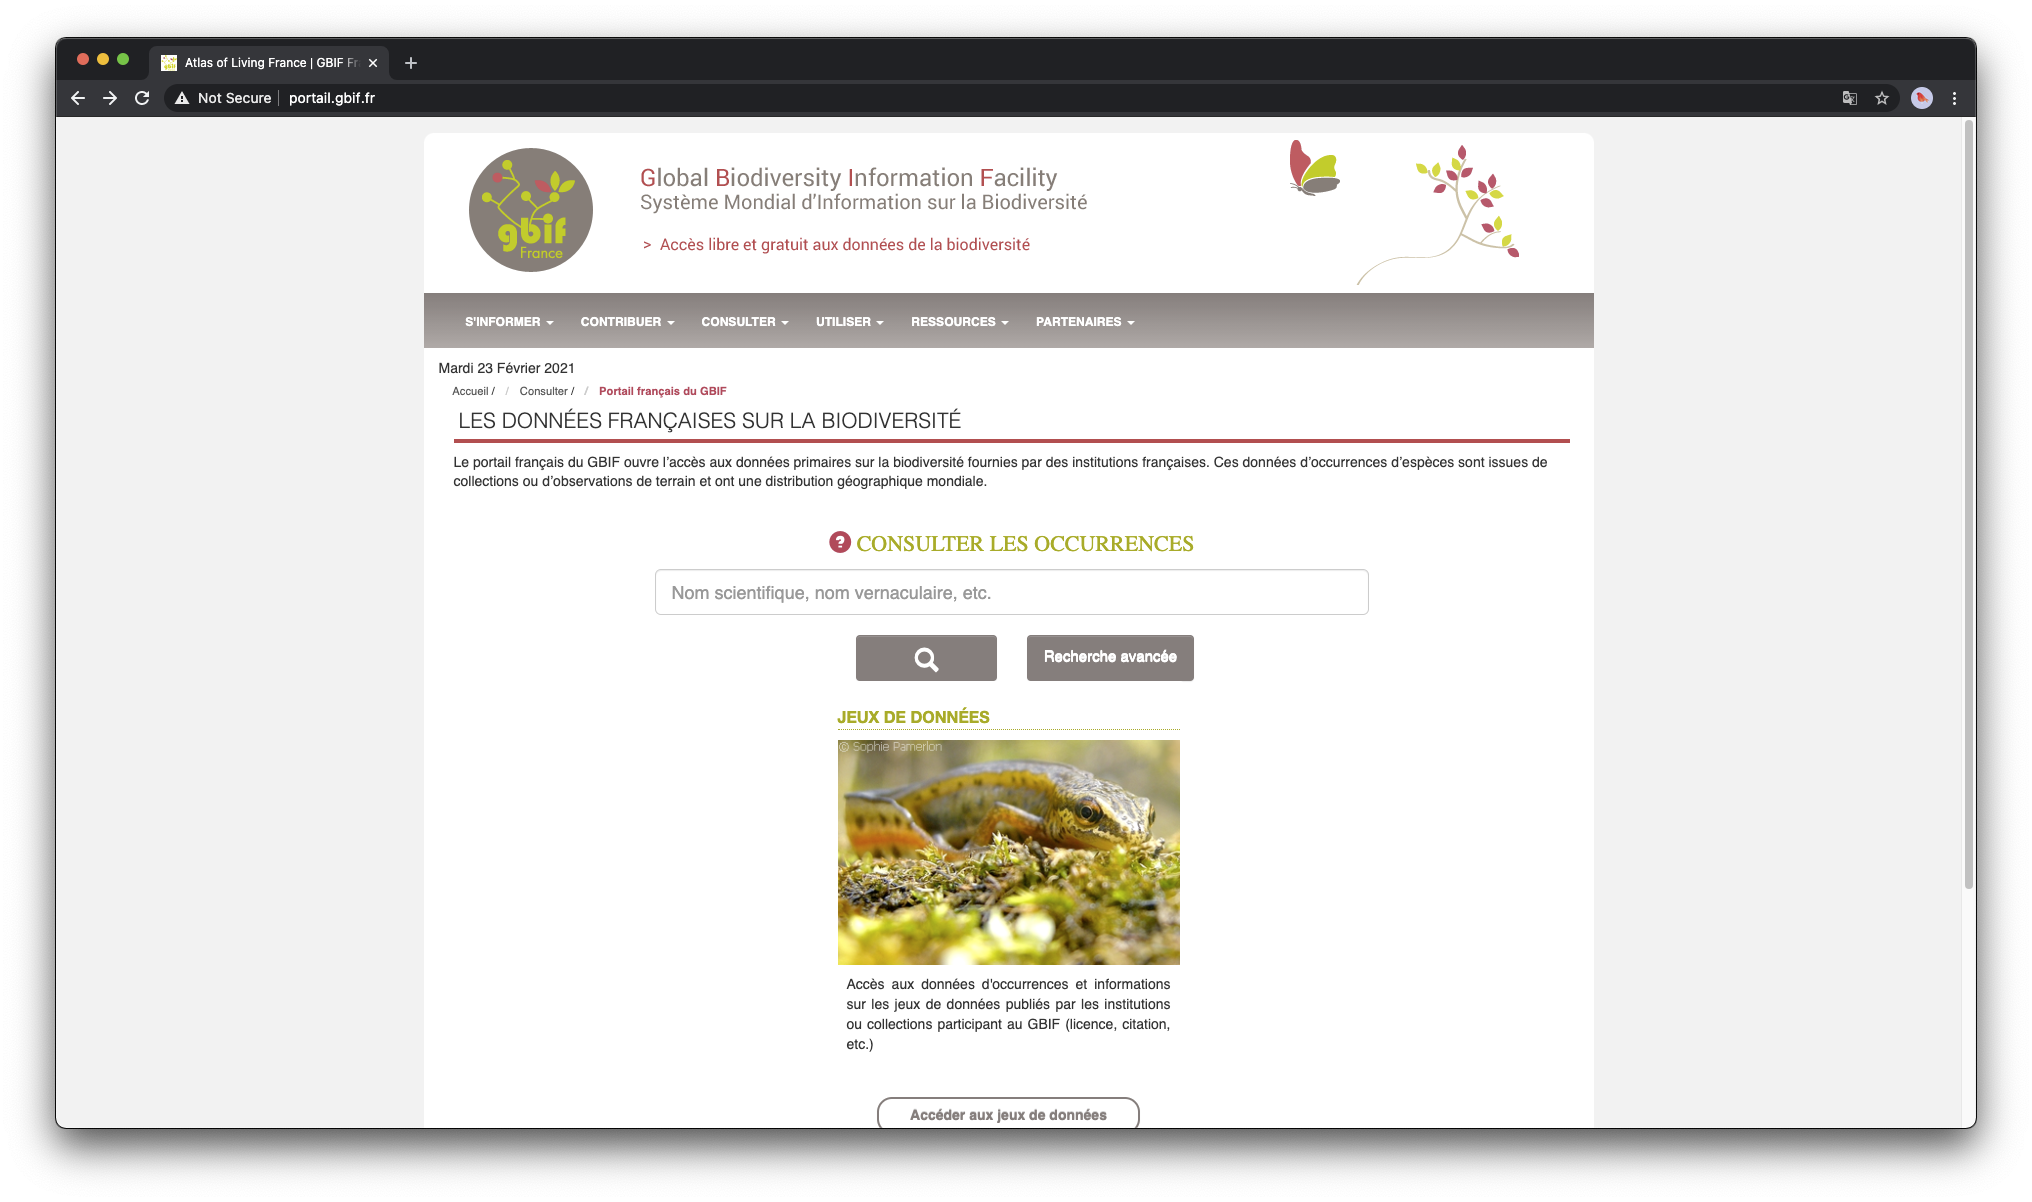 Atlas of Living France | GBIF Fr
Not Secure
portail.gbif.fr
gbif
France
Global Biodiversity Information Facility
Système Mondial d'Information sur la Biodiversité
> Accès libre et gratuit aux données de la biodiversité
S'INFORMER CONTRIBUER CONSULTER UTILISER RESSOURCES PARTENAIRES
Mardi 23 Février 2021
Accueil / / Consulter / / Portail français du GBIF
LES DONNÉES FRANÇAISES SUR LA BIODIVERSITÉ
Le portail français du GBIF ouvre l'accès aux données primaires sur la biodiversité fournies par des institutions françaises. Ces données d'occurrences d'espèces sont issues de
collections ou d'observations de terrain et ont une distribution géographique mondiale.
? CONSULTER LES OCCURRENCES
Nom scientifique, nom vernaculaire, etc.
Recherche avancée
JEUX DE DONNÉES
© Sophie Pamerlon
Accès aux données d'occurrences et informations
sur les jeux de données publiés par les institutions
ou collections participant au GBIF (licence, citation,
etc.)
Accéder aux jeux de données